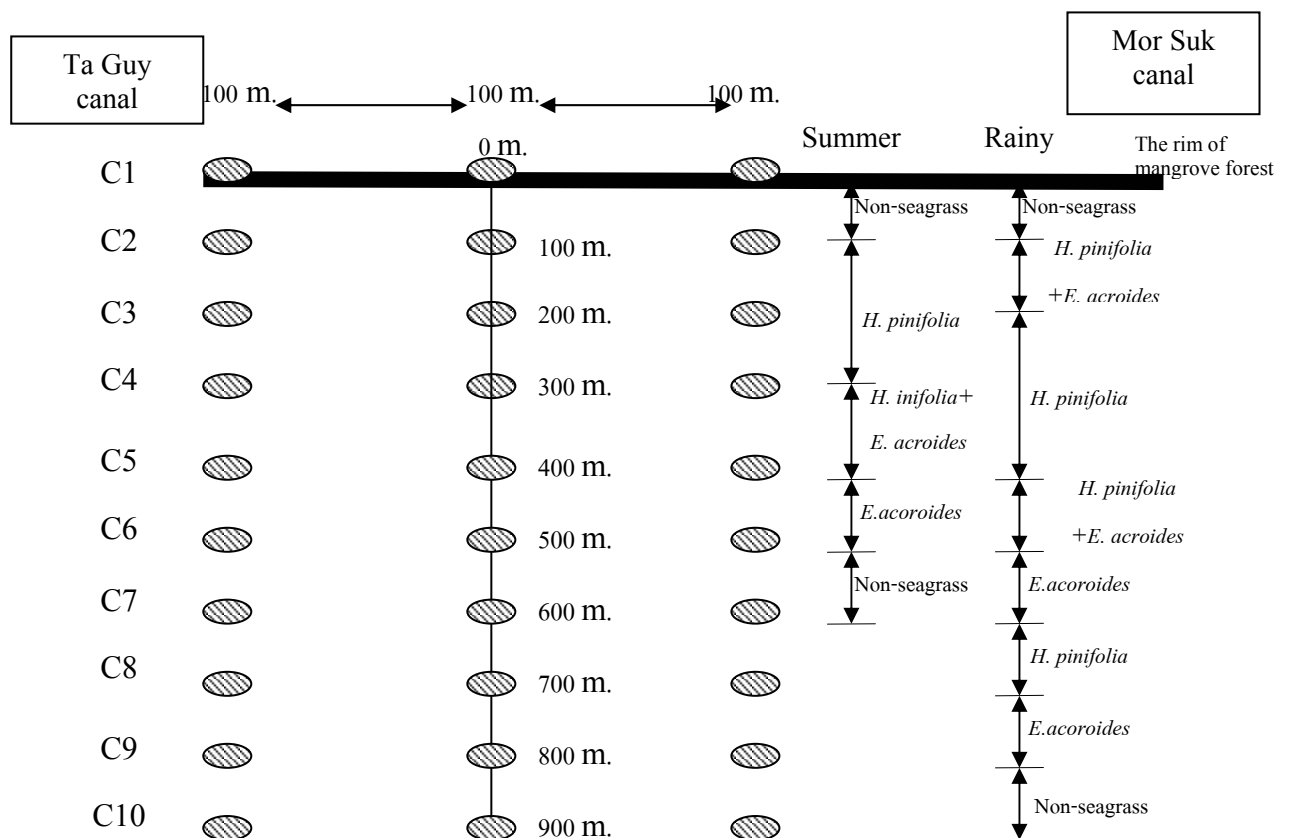 Ta Guy
canal
Mor Suk
canal
100 m.
100 m.
100 m.
Summer
Rainy
The rim of
mangrove forest
0 m.
C1
Non-seagrass
Non-seagrass
C2
100 m.
H. pinifolia
+E. acroides
C3
200 m.
H. pinifolia
C4
300 m.
H. inifolia+
E. acroides
H. pinifolia
C5
400 m.
H. pinifolia
+E. acroides
E.acoroides
C6
500 m.
Non-seagrass
E.acoroides
C7
600 m.
H. pinifolia
C8
700 m.
E.acoroides
C9
800 m.
Non-seagrass
C10
900 m.